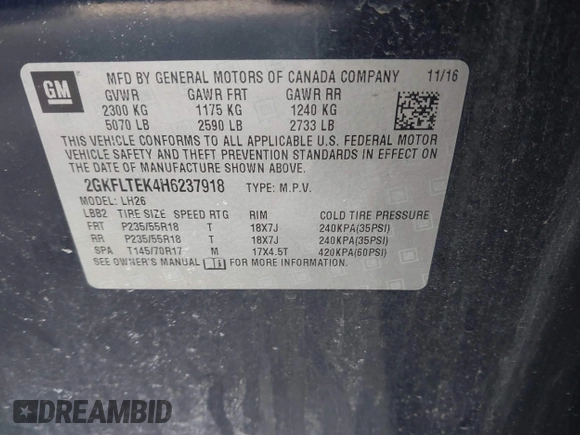 GM
MFD BY GENERAL MOTORS OF CANADA COMPANY 11/16
GVWR GAWR FRT GAWR RR
2300 KG 1175 KG 1240 KG
5070 LB 2590 LB 2733 LB
THIS VEHICLE CONFORMS TO ALL APPLICABLE U.S. FEDERAL MOTOR
VEHICLE SAFETY AND THEFT PREVENTION STANDARDS IN EFFECT ON
THE DATE OF MANUFACTURE SHOWN ABOVE.
2GKFLTEK4H6237918 TYPE: M.P.V.
MODEL: LH26
LBB2 TIRE SIZE SPEED RTG RIM COLD TIRE PRESSURE
FRT P235/55R18 T 18X7J 240KPA(35PSI)
RR P235/55R18 T 18X7J 240KPA(35PSI)
SPA T145/70R17 M 17X4.5T 420KPA(60PSI)
SEE OWNER'S MANUAL FOR MORE INFORMATION.
DREAMBID